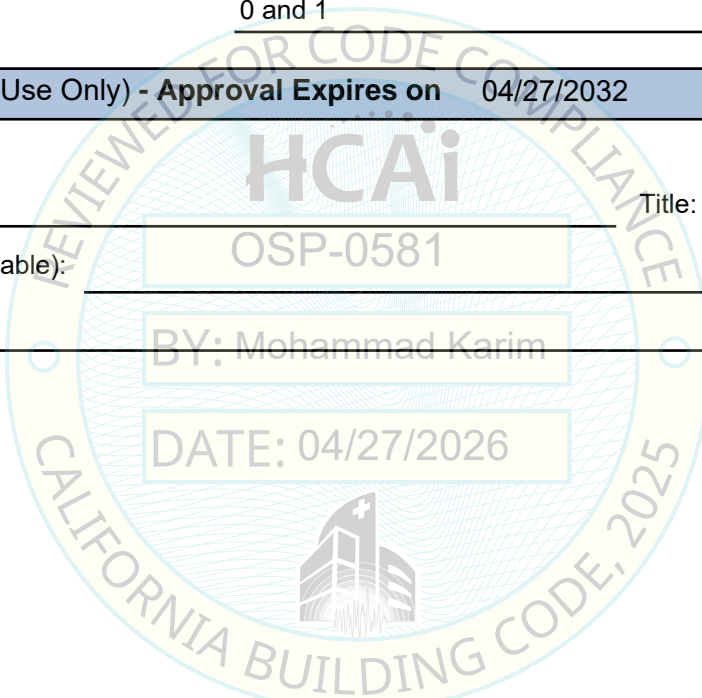 0 and 1
Use Only) - Approval Expires on 04/27/2032
REVIEWED FOR CODE COMPLIANCE
HCAi
Title:
OSP-0581
able):
BY: Mohammad Karim
DATE: 04/27/2026
CALIFORNIA BUILDING CODE, 2025